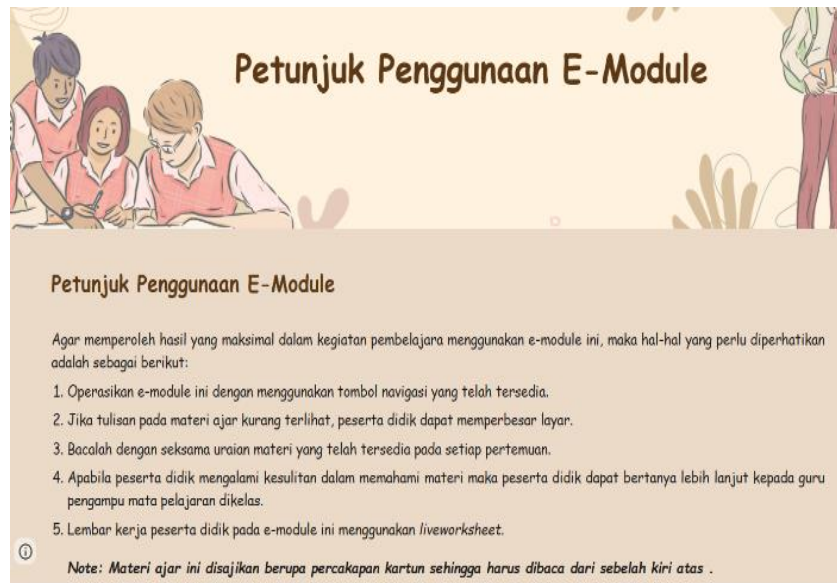 Petunjuk Penggunaan E-Module
Petunjuk Penggunaan E-Module
Agar memperoleh hasil yang maksimal dalam kegiatan pembelajara menggunakan e-module ini, maka hal-hal yang perlu diperhatikan
adalah sebagai berikut:
1. Operasikan e-module ini dengan menggunakan tombol navigasi yang telah tersedia.
2. Jika tulisan pada materi ajar kurang terlihat, peserta didik dapat memperbesar layar.
3. Bacalah dengan seksama uraian materi yang telah tersedia pada setiap pertemuan.
4. Apabila peserta didik mengalami kesulitan dalam memahami materi maka peserta didik dapat bertanya lebih lanjut kepada guru
pengampu mata pelajaran dikelas.
5. Lembar kerja peserta didik pada e-module ini menggunakan liveworksheet.
Note: Materi ajar ini disajikan berupa percakapan kartun sehingga harus dibaca dari sebelah kiri atas .